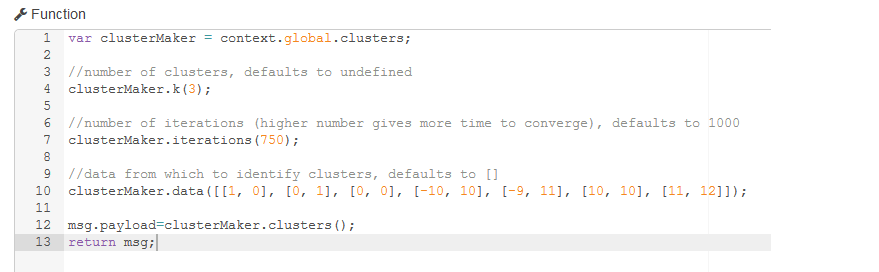 Function
1 var clusterMaker = context.global.clusters;
2
3 //number of clusters, defaults to undefined
4 clusterMaker.k(3);
5
6 //number of iterations (higher number gives more time to converge), defaults to 1000
7 clusterMaker.iterations(750);
8
9 //data from which to identify clusters, defaults to []
10 clusterMaker.data([[1, 0], [0, 1], [0, 0], [-10, 10], [-9, 11], [10, 10], [11, 12]]);
11
12 msg.payload=clusterMaker.clusters();
13 return msg;